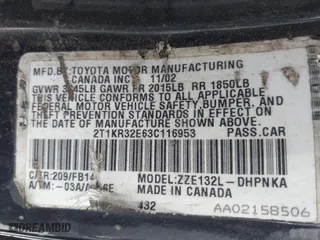 MFD. BY: TOYOTA MOTOR MANUFACTURING
CANADA INC. 11/02
GVWR LB GAWR FR 2015LB RR 1850LB
THIS VEHICLE CONFORMS TO ALL APPLICABLE
FEDERAL MOTOR VEHICLE SAFETY, BUMPER, AND
THEFT PREVENTION STANDARDS IN EFFECT ON
THE DATE OF MANUFACTURE SHOWN ABOVE.
2T1KR32E63C116953 PASS.CAR
C/TR:209/FB14 MODEL: ZZE132L-DHPNKA
A/TM: MADE IN CANADA
432 AA02158506
DREAMBID